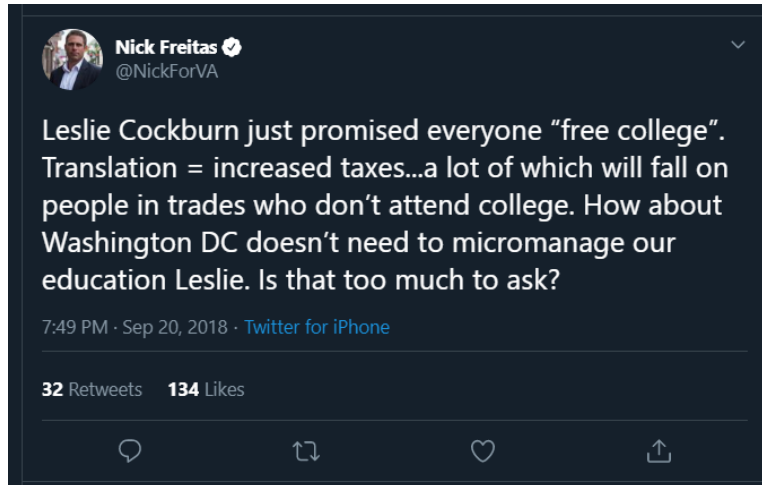 Nick Freitas
@NickForVA
Leslie Cockburn just promised everyone “free college”.
Translation = increased taxes...a lot of which will fall on
people in trades who don’t attend college. How about
Washington DC doesn’t need to micromanage our
education Leslie. Is that too much to ask?
7:49 PM · Sep 20, 2018 · Twitter for iPhone
32 Retweets 134 Likes